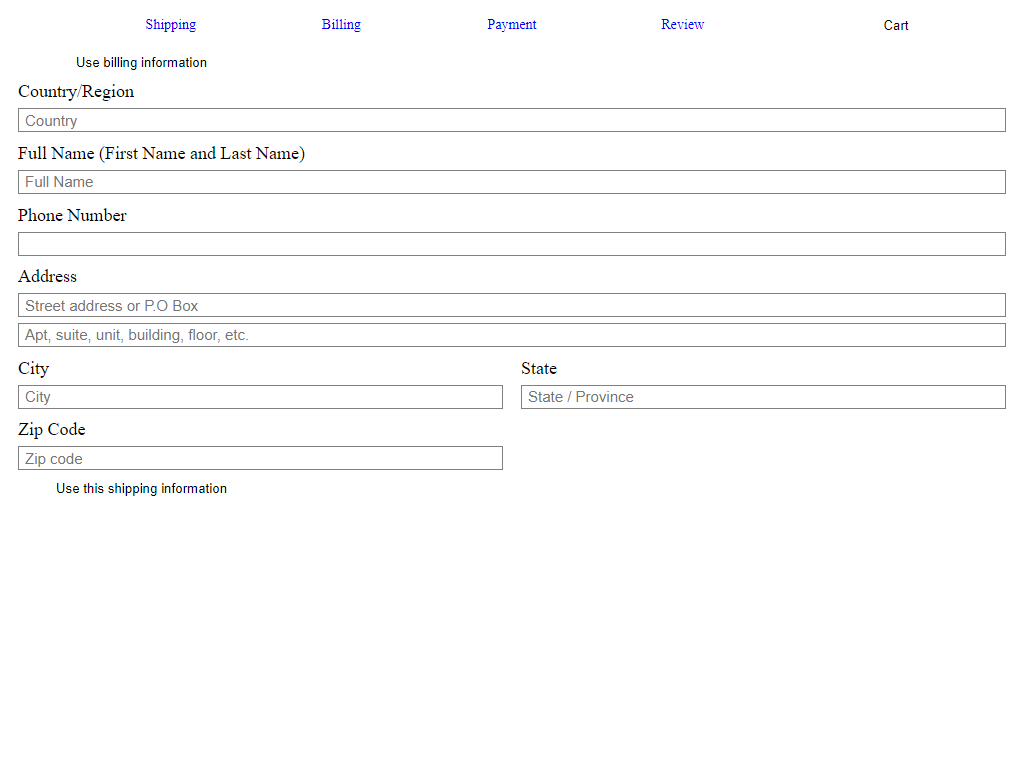 Shipping Billing Payment Review Cart
Use billing information
Country/Region
Country
Full Name (First Name and Last Name)
Full Name
Phone Number
Address
Street address or P.O Box
Apt, suite, unit, building, floor, etc.
City State
City State / Province
Zip Code
Zip code
Use this shipping information